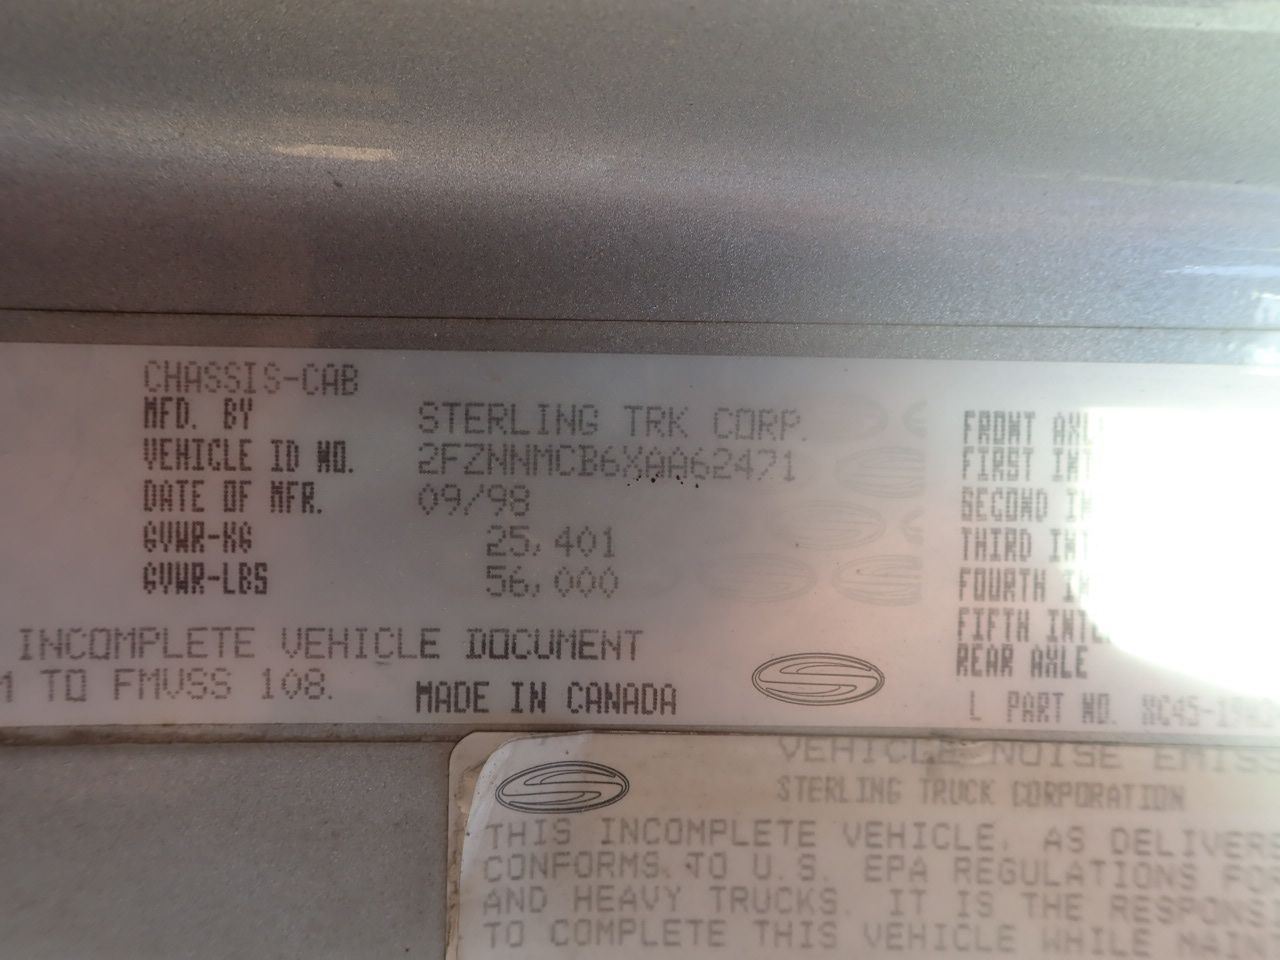 CHASSIS-CAB
MFD. BY STERLING TRK CORP.
VEHICLE ID NO. 2FZNNMCB6XAA62471
DATE OF MFR. 09/98
GVWR-KG 25,401
GVWR-LBS 56,000
INCOMPLETE VEHICLE DOCUMENT
TO FMVSS 108.
MADE IN CANADA
FRONT
FIRST
SECOND
THIRD
FOURTH
FIFTH
REAR AXLE
PART NO.
VEHICLE NOISE
STERLING TRUCK CORPORATION
THIS INCOMPLETE VEHICLE, AS
CONFORMS TO U.S. EPA REGULATIONS
AND HEAVY TRUCKS. IT IS THE
TO COMPLETE THIS VEHICLE WHILE